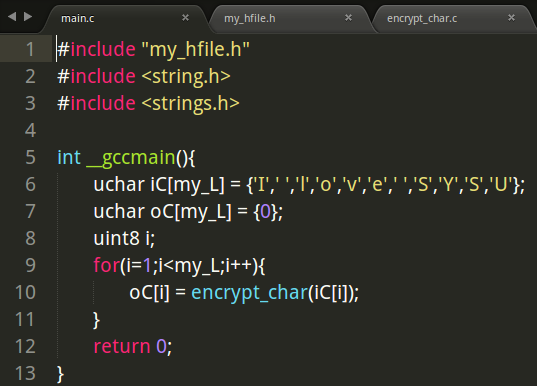 main.c my_hfile.h encrypt_char.c
1 #include "my_hfile.h"
2 #include <string.h>
3 #include <strings.h>
4
5 int __gccmain(){
6 uchar iC[my_L] = {'I',' ','l','o','v','e',' ','S','Y','S','U'};
7 uchar oC[my_L] = {0};
8 uint8 i;
9 for(i=1;i<my_L;i++){
10 oC[i] = encrypt_char(iC[i]);
11 }
12 return 0;
13 }